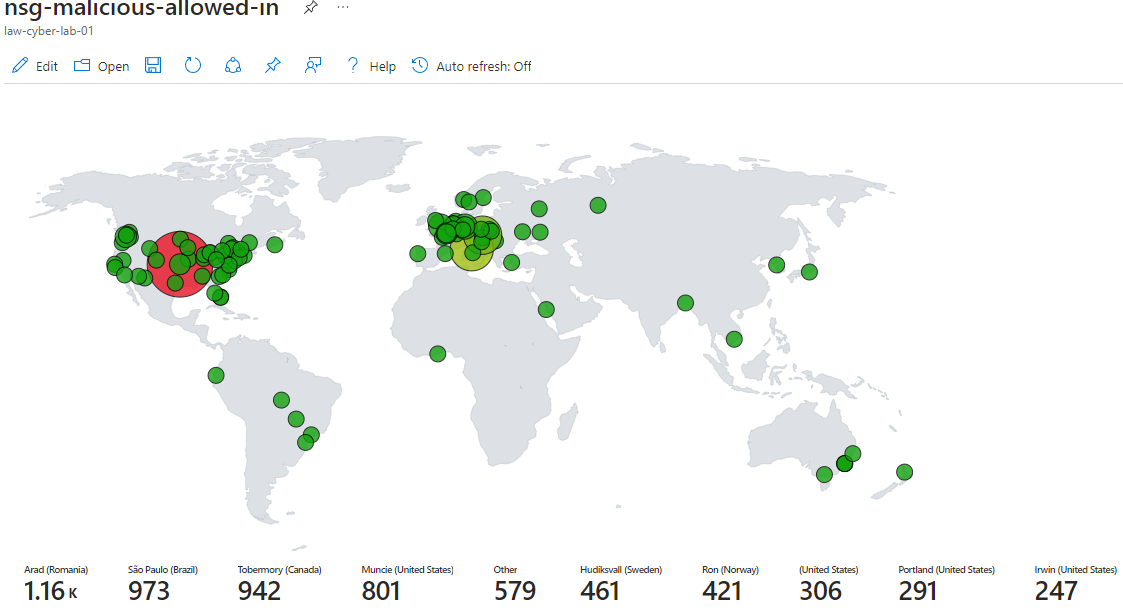 nsg-malicious-allowed-in
law-cyber-lab-01
Edit Open Help Auto refresh: Off
Arad (Romania) São Paulo (Brazil) Tobermory (Canada) Muncie (United States) Other Hudiksvall (Sweden) Ron (Norway) (United States) Portland (United States) Irwin (United States)
1.16 K 973 942 801 579 461 421 306 291 247